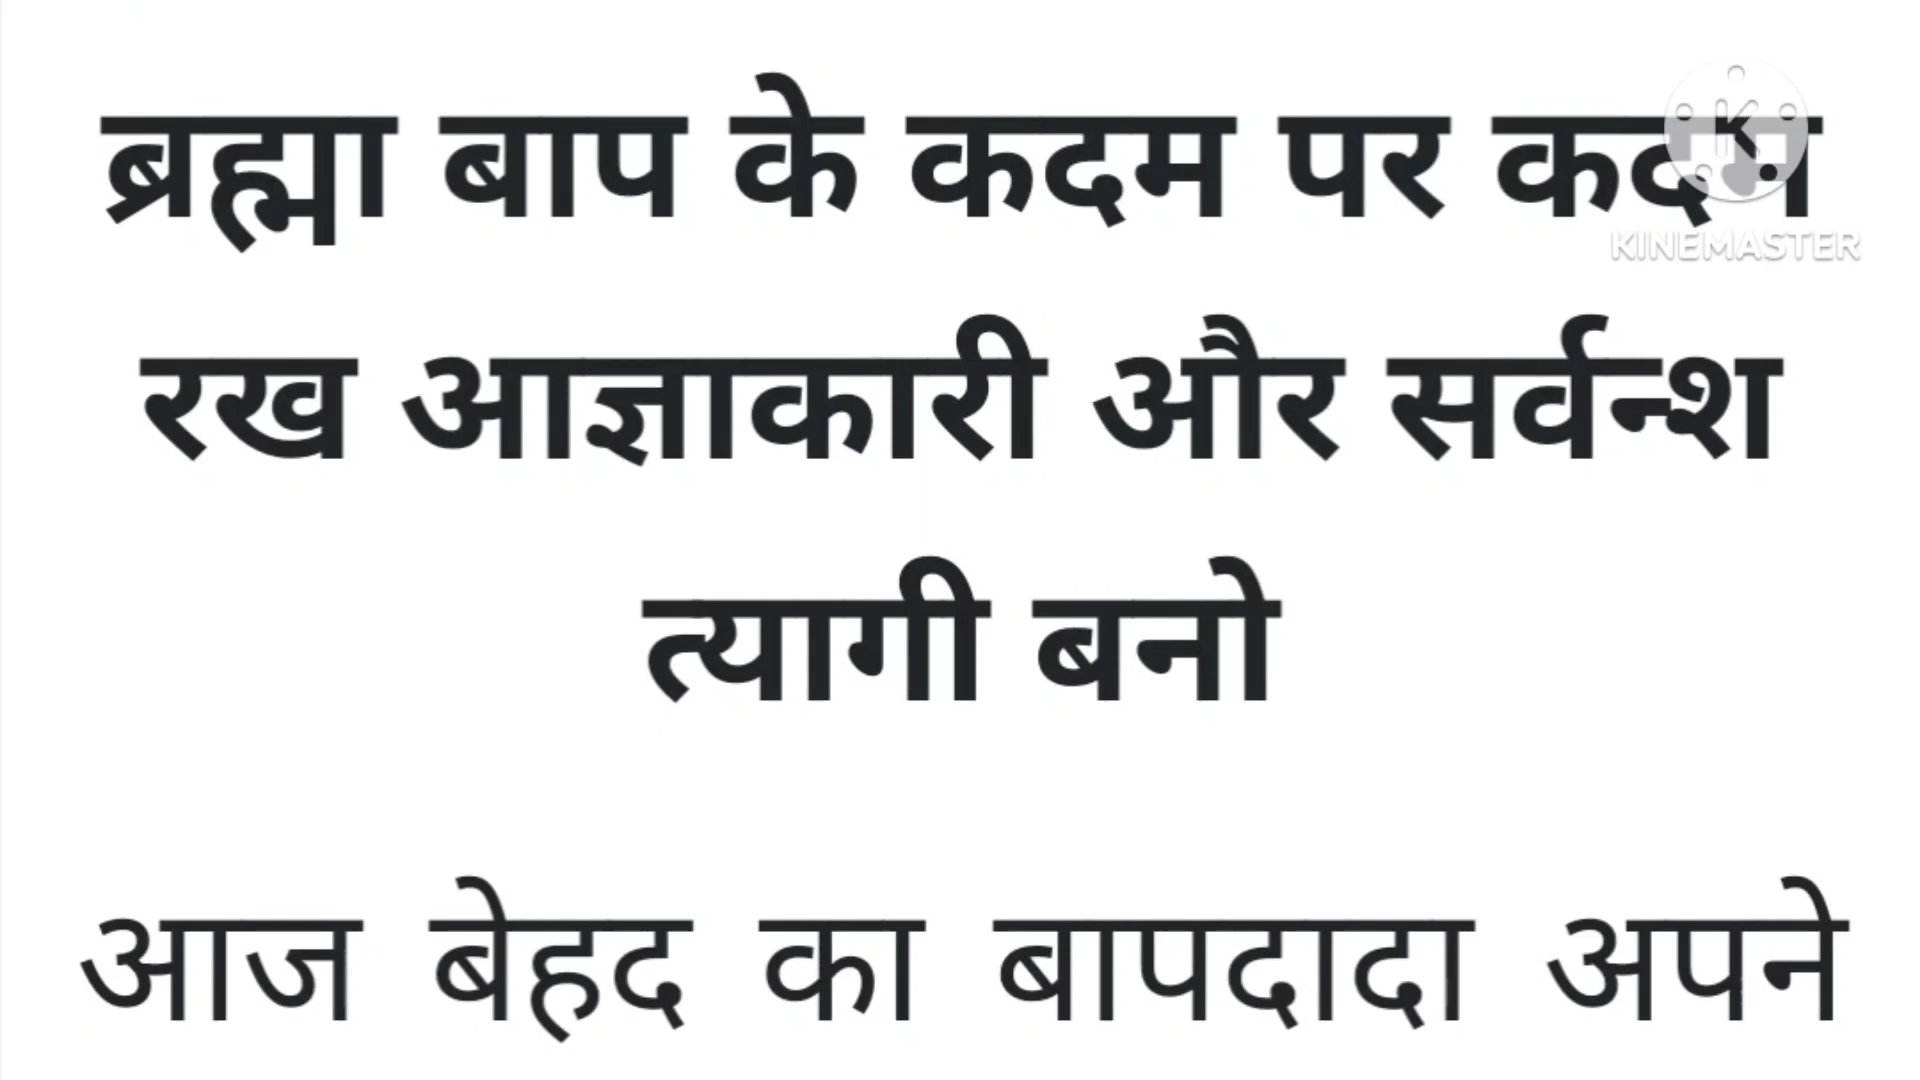 ब्रह्मा बाप के कदम पर कदम
KINEMASTER
रख आज्ञाकारी और सर्वन्श
त्यागी बनो
आज बेहद का बापदादा अपने